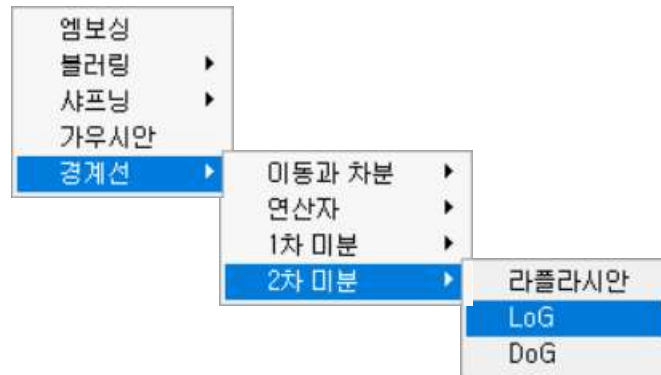 엠보싱
블러링
샤프닝
가우시안
경계선
이동과 차분
연산자
1차 미분
2차 미분
라플라시안
LoG
DoG